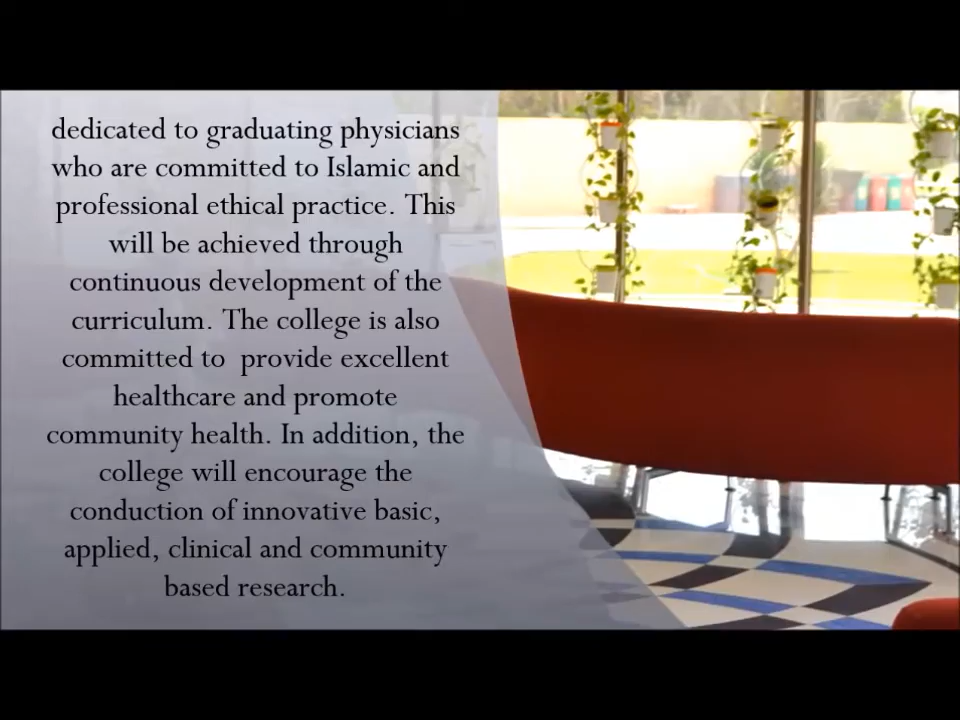 dedicated to graduating physicians
who are committed to Islamic and
professional ethical practice. This
will be achieved through
continuous development of the
curriculum. The college is also
committed to  provide excellent
healthcare and promote
community health. In addition, the
college will encourage the
conduction of innovative basic,
applied, clinical and community
based research.